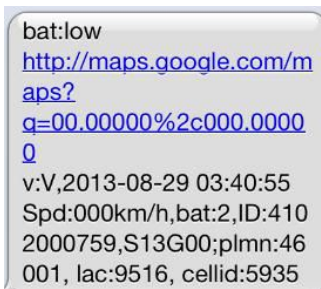 bat:low
http://maps.google.com/m
aps?
q=00.00000%2c000.0000
0
v:V,2013-08-29 03:40:55
Spd:000km/h,bat:2,ID:410
2000759,S13G00;plmn:46
001, lac:9516, cellid:5935